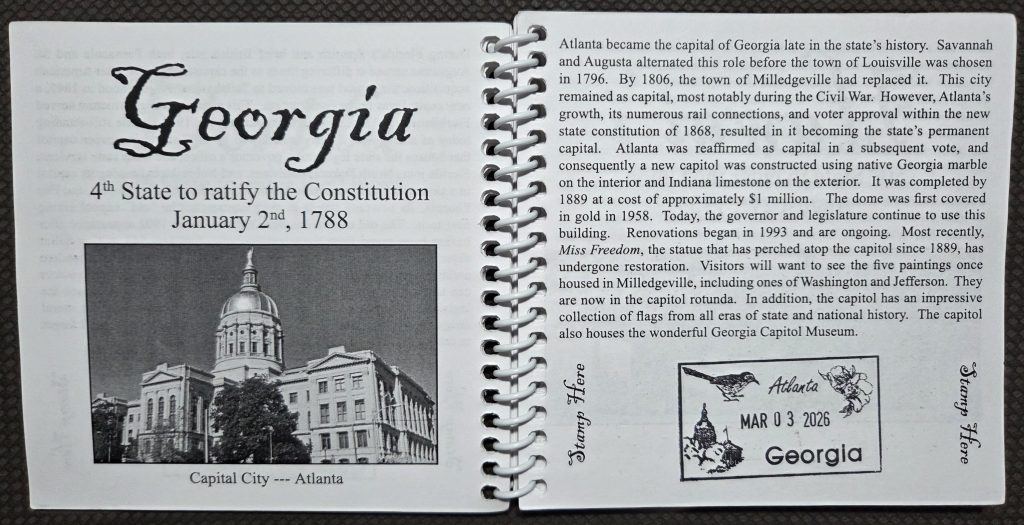 Georgia
4th State to ratify the Constitution
January 2nd, 1788
Capital City --- Atlanta
Atlanta became the capital of Georgia late in the state's history. Savannah
and Augusta alternated this role before the town of Louisville was chosen
in 1796. By 1806, the town of Milledgeville had replaced it. This city
remained as capital, most notably during the Civil War. However, Atlanta's
growth, its numerous rail connections, and voter approval within the new
state constitution of 1868, resulted in it becoming the state's permanent
capital. Atlanta was reaffirmed as capital in a subsequent vote, and
consequently a new capitol was constructed using native Georgia marble
on the interior and Indiana limestone on the exterior. It was completed by
1889 at a cost of approximately $1 million. The dome was first covered
in gold in 1958. Today, the governor and legislature continue to use this
building. Renovations began in 1993 and are ongoing. Most recently,
Miss Freedom, the statue that has perched atop the capitol since 1889, has
undergone restoration. Visitors will want to see the five paintings once
housed in Milledgeville, including ones of Washington and Jefferson. They
are now in the capitol rotunda. In addition, the capitol has an impressive
collection of flags from all eras of state and national history. The capitol
also houses the wonderful Georgia Capitol Museum.
Stamp Here
Atlanta
MAR 03 2026
Georgia
Stamp Here